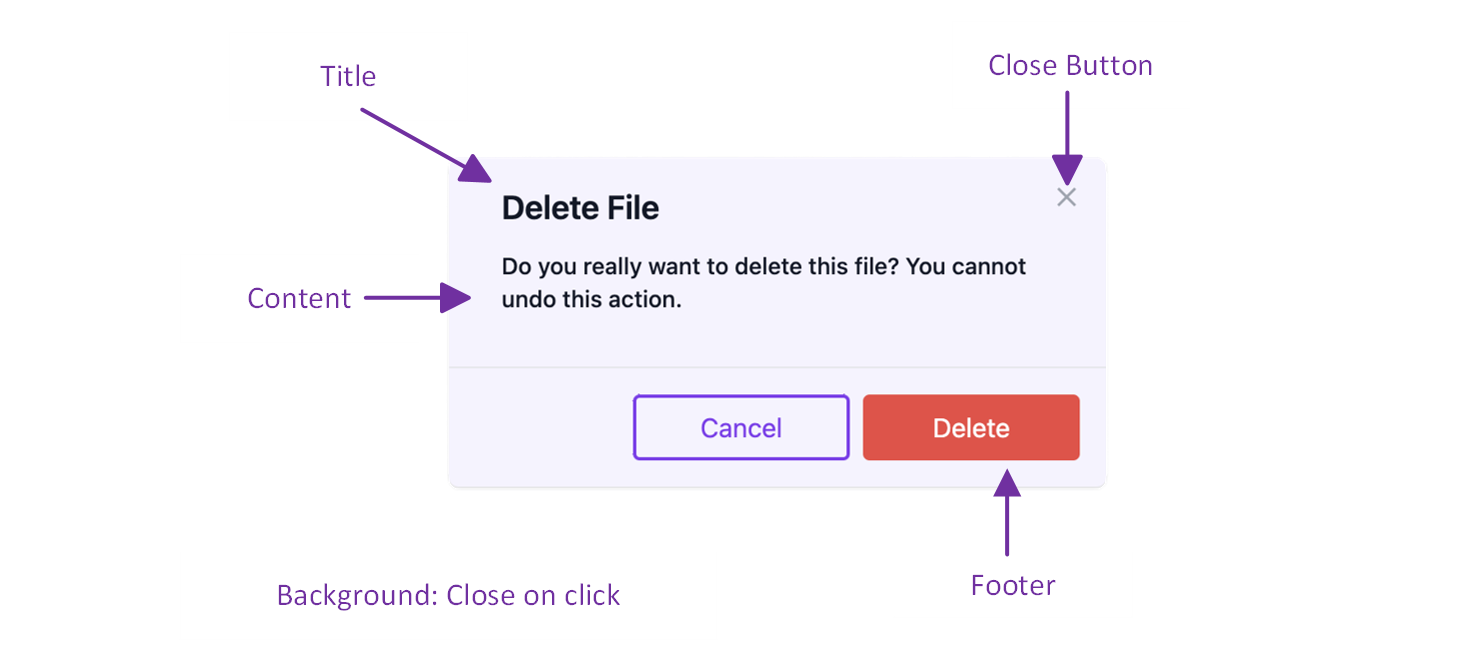 Title
Close Button
Delete File
Do you really want to delete this file? You cannot
undo this action.
Content
Cancel
Delete
Footer
Background: Close on click